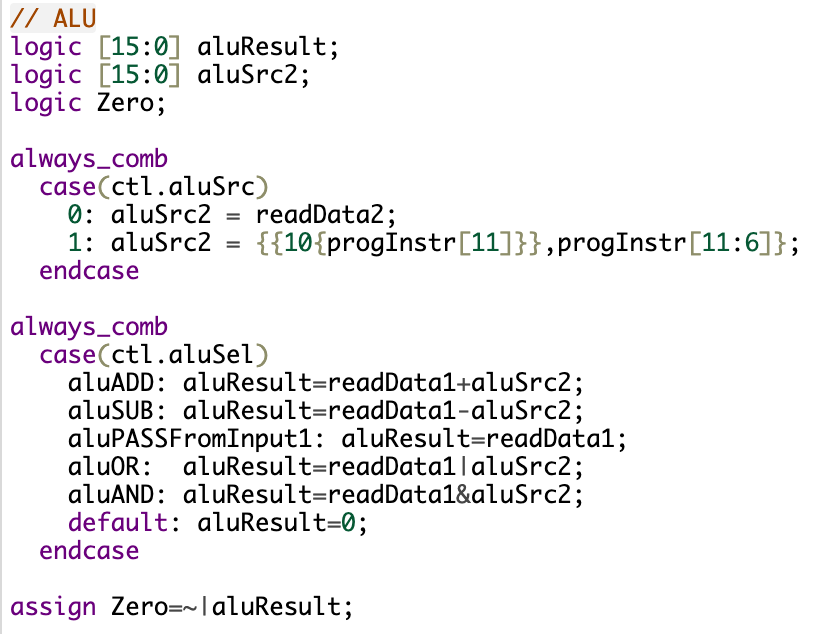 // ALU
logic [15:0] aluResult;
logic [15:0] aluSrc2;
logic Zero;

always_comb
  case(ctl.aluSrc)
    0: aluSrc2 = readData2;
    1: aluSrc2 = {{10{progInstr[11]}},progInstr[11:6]};
  endcase

always_comb
  case(ctl.aluSel)
    aluADD: aluResult=readData1+aluSrc2;
    aluSUB: aluResult=readData1-aluSrc2;
    aluPASSFromInput1: aluResult=readData1;
    aluOR:  aluResult=readData1|aluSrc2;
    aluAND: aluResult=readData1&aluSrc2;
    default: aluResult=0;
  endcase

assign Zero=~|aluResult;